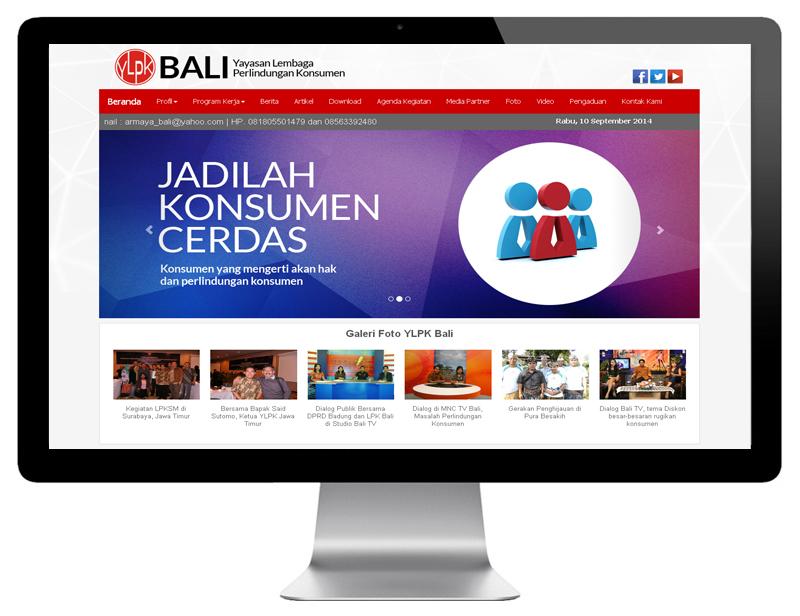 YLPK BALI Yayasan Lembaga
Perlindungan Konsumen
Beranda Profil Program Kerja Berita Artikel Download Agenda Kegiatan Media Partner Foto Video Pengaduan Kontak Kami
nail : armaya_bali@yahoo.com | HP. 081805501479 dan 08563392480 Rabu, 10 September 2014
JADILAH
KONSUMEN
CERDAS
Konsumen yang mengerti akan hak
dan perlindungan konsumen
Galeri Foto YLPK Bali
Kegiatan LPKSM di
Surabaya, Jawa Timur
Bersama Bapak Said
Sutomo, Ketua YLPK Jawa
Timur
Dialog Publik Bersama
DPRD Badung dan LPK Bali
di Studio Bali TV
Dialog di MNC TV Bali,
Masalah Perlindungan
Konsumen
Gerakan Penghijauan di
Pura Besakih
Dialog Bali TV, tema Diskon
besar-besaran rugikan
konsumen